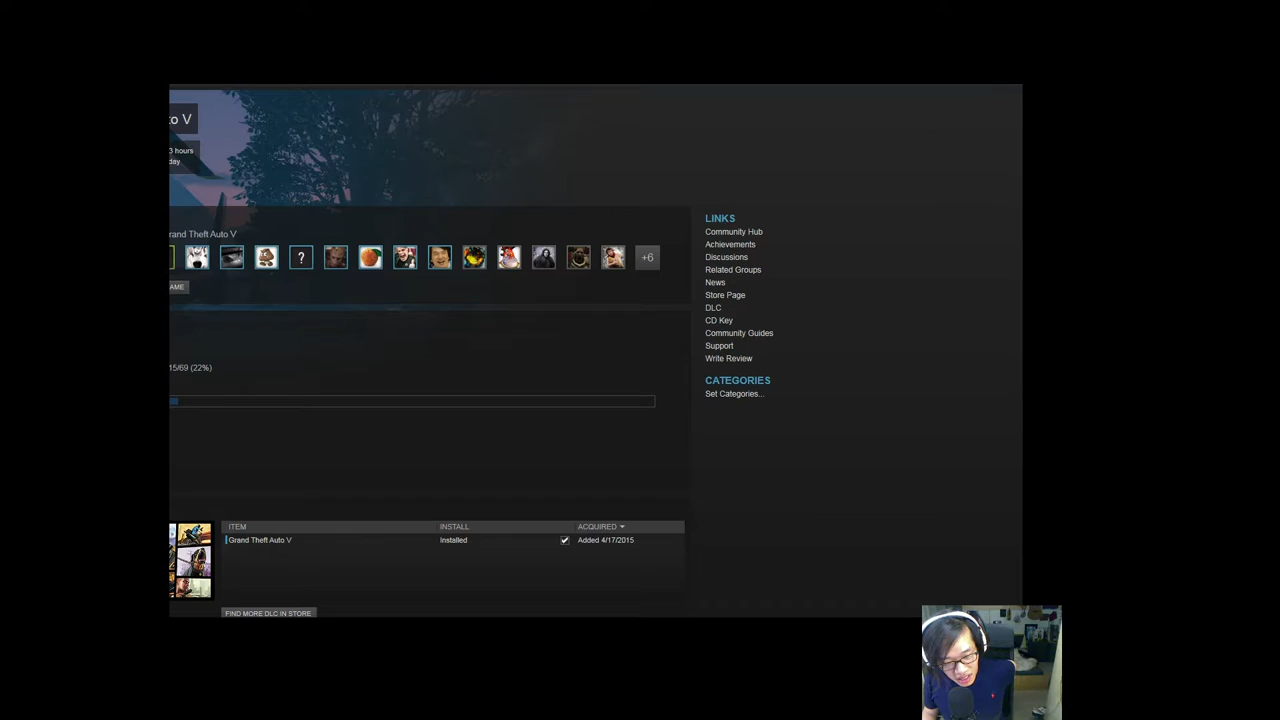 to V
3 hours
day
LINKS
Community Hub
Achievements
Discussions
Related Groups
News
Store Page
DLC
CD Key
Community Guides
Support
Write Review
CATEGORIES
Set Categories...
rand Theft Auto V
?
+6
AME
15/69 (22%)
ITEM INSTALL ACQUIRED
Grand Theft Auto V Installed Added 4/17/2015
FIND MORE DLC IN STORE